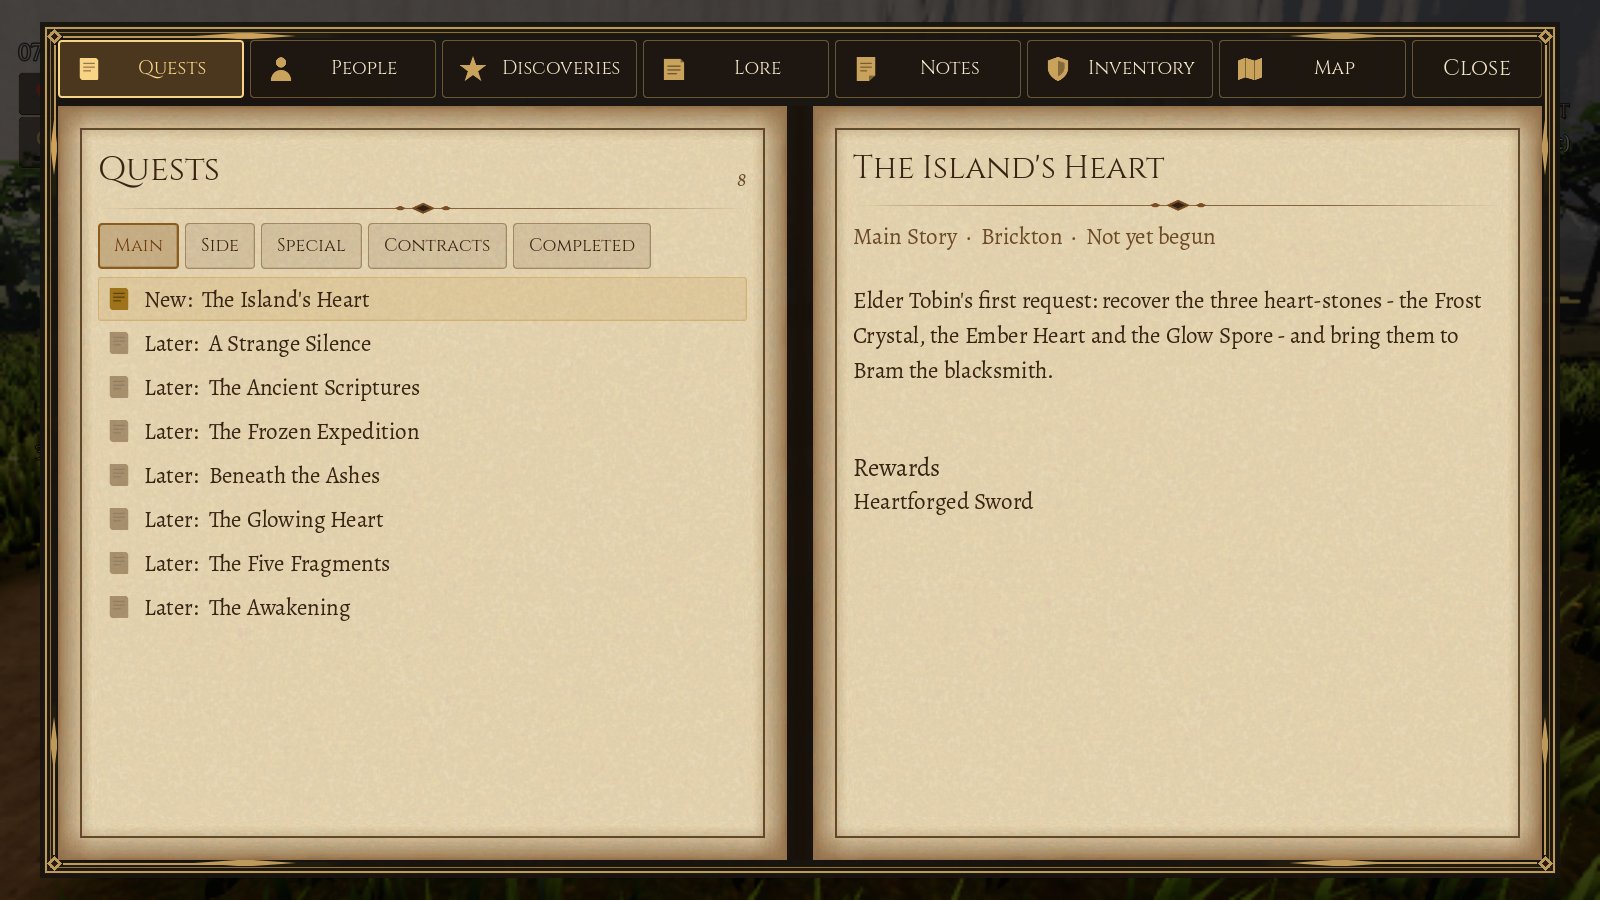 Quests
People
Discoveries
Lore
Notes
Inventory
Map
Close
Quests
8
Main
Side
Special
Contracts
Completed
New: The Island's Heart
Later: A Strange Silence
Later: The Ancient Scriptures
Later: The Frozen Expedition
Later: Beneath the Ashes
Later: The Glowing Heart
Later: The Five Fragments
Later: The Awakening
The Island's Heart
Main Story · Brickton · Not yet begun
Elder Tobin's first request: recover the three heart-stones - the Frost
Crystal, the Ember Heart and the Glow Spore - and bring them to
Bram the blacksmith.
Rewards
Heartforged Sword